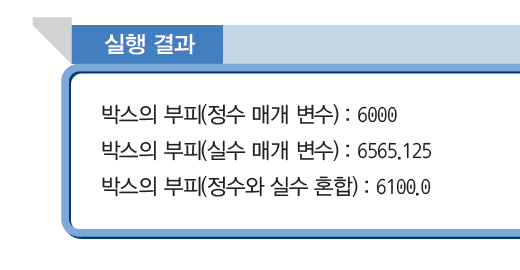 실행 결과
박스의 부피(정수 매개 변수) : 6000
박스의 부피(실수 매개 변수) : 6565.125
박스의 부피(정수와 실수 혼합) : 6100.0